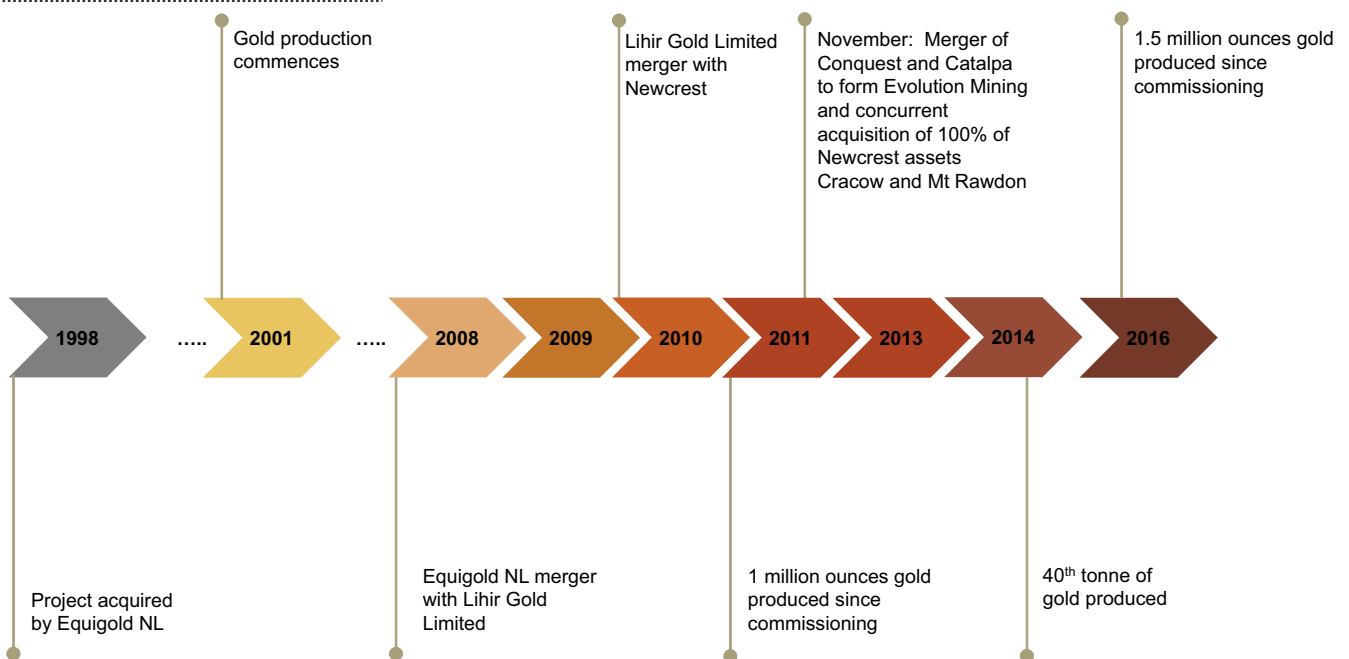 Gold production
commences
Lihir Gold Limited
merger with
Newcrest
November:  Merger of
Conquest and Catalpa
to form Evolution Mining
and concurrent
acquisition of 100% of
Newcrest assets
Cracow and Mt Rawdon
1.5 million ounces gold
produced since
commissioning
1998 ..... 2001 ..... 2008 2009 2010 2011 2013 2014 2016
Project acquired
by Equigold NL
Equigold NL merger
with Lihir Gold
Limited
1 million ounces gold
produced since
commissioning
40th tonne of
gold produced